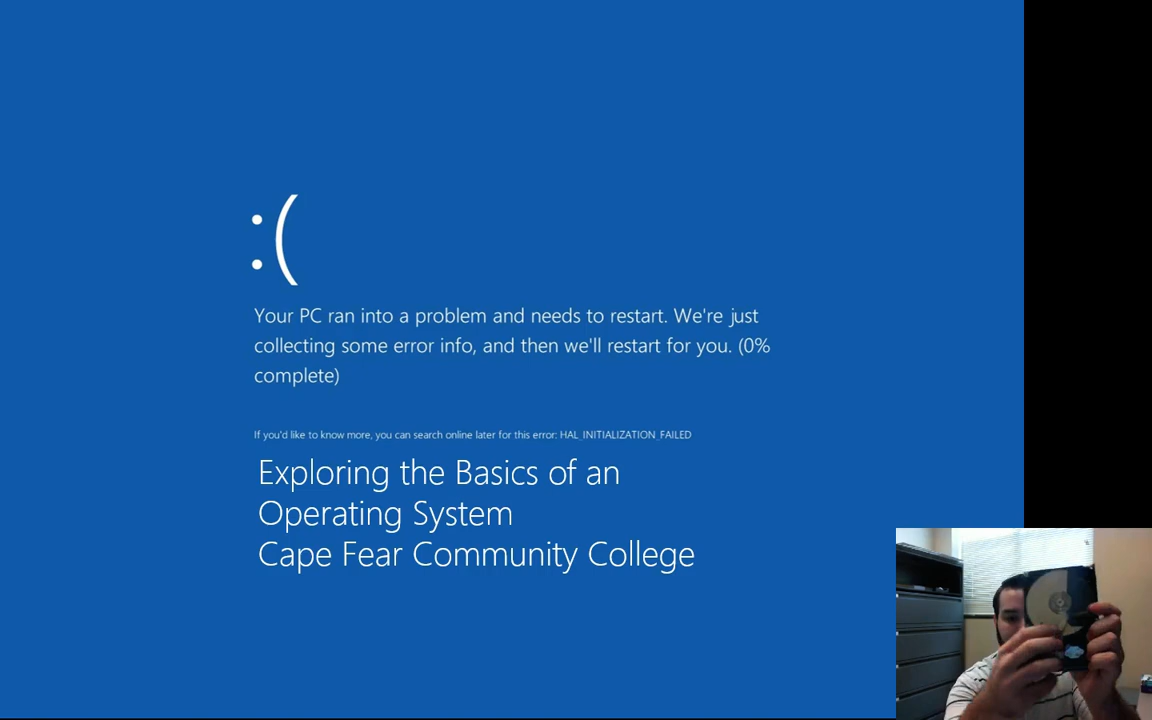 :(
Your PC ran into a problem and needs to restart. We're just
collecting some error info, and then we'll restart for you. (0%
complete)
If you'd like to know more, you can search online later for this error: HAL_INITIALIZATION_FAILED
Exploring the Basics of an
Operating System
Cape Fear Community College